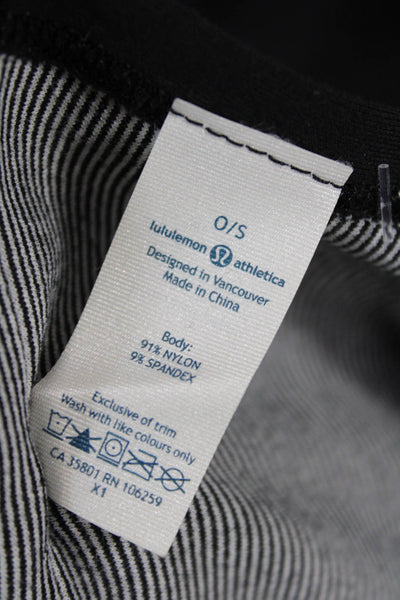 O/S
lululemon athletica
Designed in Vancouver
Made in China
Body:
91% NYLON
9% SPANDEX
Exclusive of trim
Wash with like colours only
CA 35801 RN 106259
X1